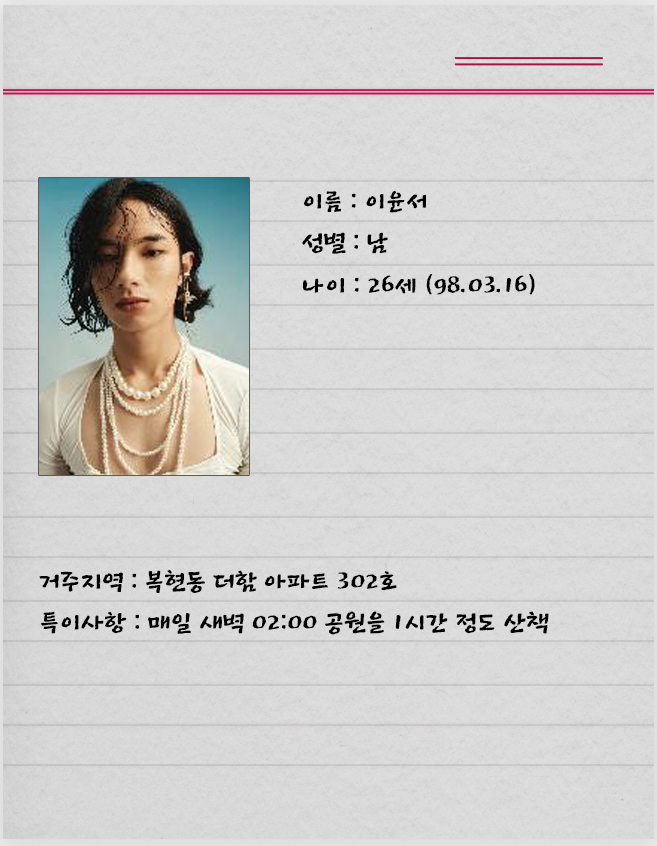 이름 : 이윤서
성별 : 남
나이 : 26세 (98.03.16)
거주지역 : 복현동 더함 아파트 302호
특이사항 : 매일 새벽 02:00 공원을 1시간 정도 산책